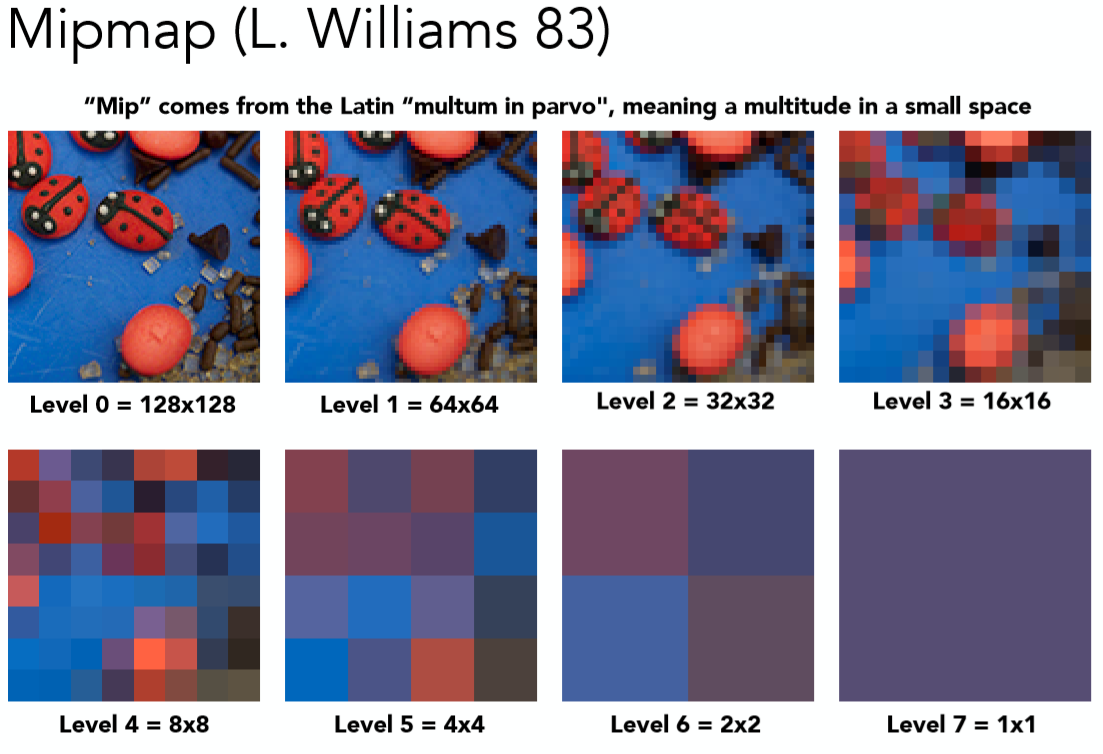 Mipmap (L. Williams 83)
“Mip” comes from the Latin “multum in parvo", meaning a multitude in a small space
Level 0 = 128x128
Level 1 = 64x64
Level 2 = 32x32
Level 3 = 16x16
Level 4 = 8x8
Level 5 = 4x4
Level 6 = 2x2
Level 7 = 1x1